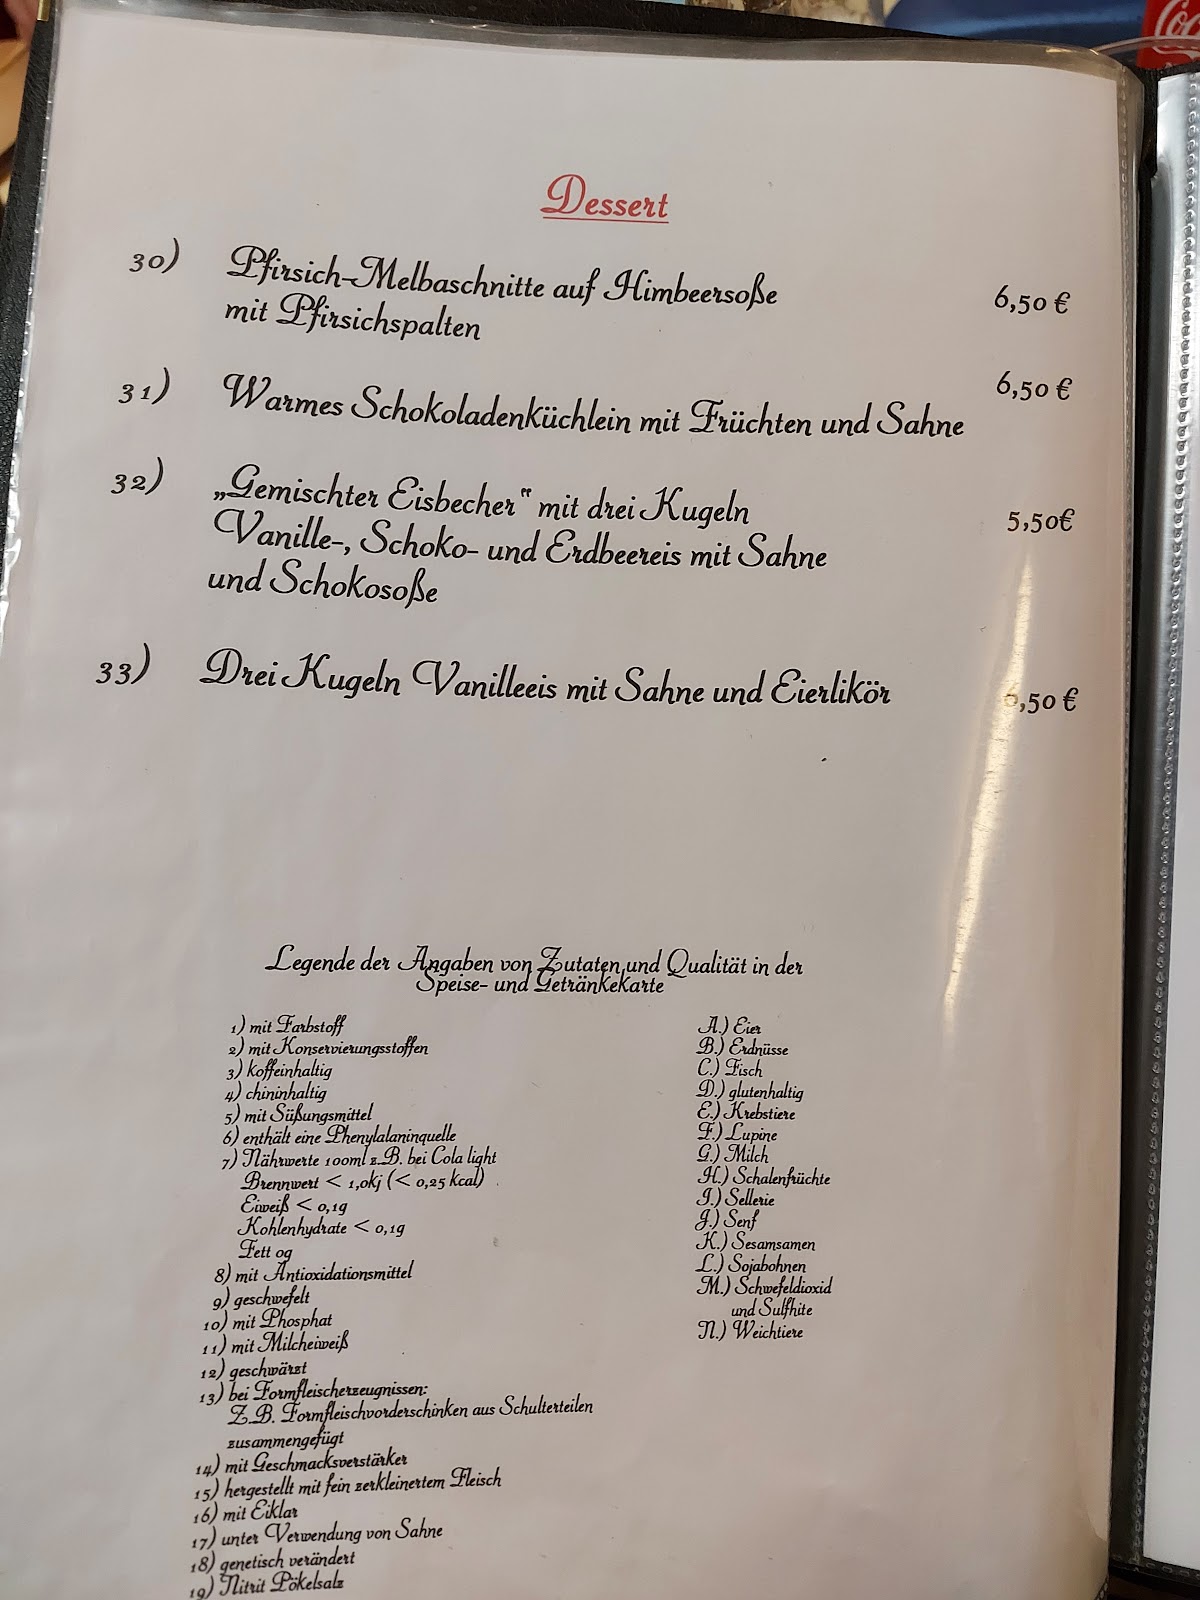 Dessert
30) Pfirsich-Melbaschnitte auf Himbeersoße 6,50 €
mit Pfirsichspalten
31) Warmes Schokoladenküchlein mit Früchten und Sahne 6,50 €
32) „Gemischter Eisbecher“ mit drei Kugeln
Vanille-, Schoko- und Erdbeereis mit Sahne 5,50€
und Schokosoße
33) Drei Kugeln Vanilleeis mit Sahne und Eierlikör 6,50 €
Legende der Angaben von Zutaten und Qualität in der
Speise- und Getränkekarte
1) mit Farbstoff
2) mit Konservierungsstoffen
3) koffeinhaltig
4) chininhaltig
5) mit Süßungsmittel
6) enthält eine Phenylalaninquelle
7) Nährwerte 100ml z.B. bei Cola light
Brennwert < 1,0kj (< 0,25 kcal)
Eiweiß < 0,1g
Kohlenhydrate < 0,1g
Fett 0g
8) mit Antioxidationsmittel
9) geschwefelt
10) mit Phosphat
11) mit Milcheiweiß
12) geschwärzt
13) bei Formfleischerzeugnissen:
Z.B. Formfleischvorderschinken aus Schulterteilen
zusammengefügt
14) mit Geschmacksverstärker
15) hergestellt mit fein zerkleinertem Fleisch
16) mit Eiklar
17) unter Verwendung von Sahne
18) genetisch verändert
19) Nitrit Pökelsalz
A.) Eier
B.) Erdnüsse
C.) Fisch
D.) glutenhaltig
E.) Krebstiere
F.) Lupine
G.) Milch
H.) Schalenfrüchte
I.) Sellerie
J.) Senf
K.) Sesamsamen
L.) Sojabohnen
M.) Schwefeldioxid
und Sulfhite
N.) Weichtiere